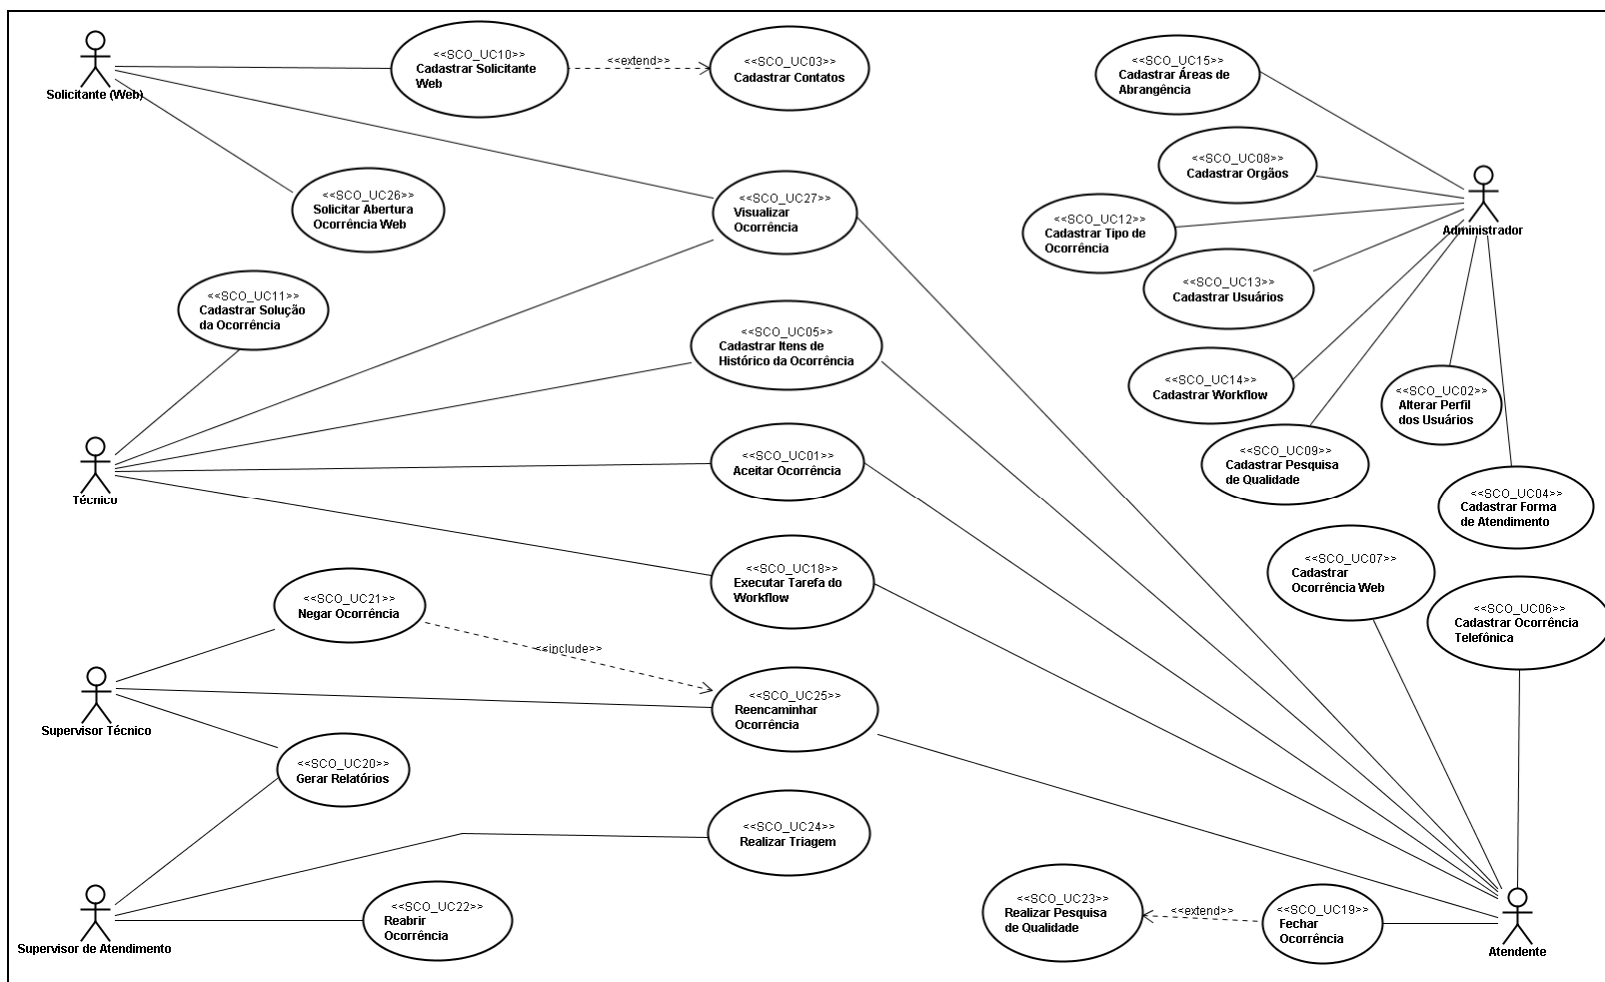 <<SCO_UC10>>
Cadastrar Solicitante
Web
<<extend>>
<<SCO_UC03>>
Cadastrar Contatos
Solicitante (Web)
<<SCO_UC15>>
Cadastrar Áreas de
Abrangência
<<SCO_UC08>>
Cadastrar Orgãos
<<SCO_UC26>>
Solicitar Abertura
Ocorrência Web
<<SCO_UC27>>
Visualizar
Ocorrência
<<SCO_UC12>>
Cadastrar Tipo de
Ocorrência
Administrador
<<SCO_UC13>>
Cadastrar Usuários
<<SCO_UC11>>
Cadastrar Solução
da Ocorrência
<<SCO_UC05>>
Cadastrar Itens de
Histórico da Ocorrência
<<SCO_UC14>>
Cadastrar Workflow
<<SCO_UC02>>
Alterar Perfil
dos Usuários
<<SCO_UC09>>
Cadastrar Pesquisa
de Qualidade
<<SCO_UC01>>
Aceitar Ocorrência
Técnico
<<SCO_UC04>>
Cadastrar Forma
de Atendimento
<<SCO_UC07>>
Cadastrar
Ocorrência Web
<<SCO_UC18>>
Executar Tarefa do
Workflow
<<SCO_UC21>>
Negar Ocorrência
<<SCO_UC06>>
Cadastrar Ocorrência
Telefônica
<<include>>
<<SCO_UC25>>
Reencaminhar
Ocorrência
Supervisor Técnico
<<SCO_UC20>>
Gerar Relatórios
<<SCO_UC24>>
Realizar Triagem
<<SCO_UC22>>
Reabrir
Ocorrência
Supervisor de Atendimento
<<SCO_UC23>>
Realizar Pesquisa
de Qualidade
<<extend>>
<<SCO_UC19>>
Fechar
Ocorrência
Atendente